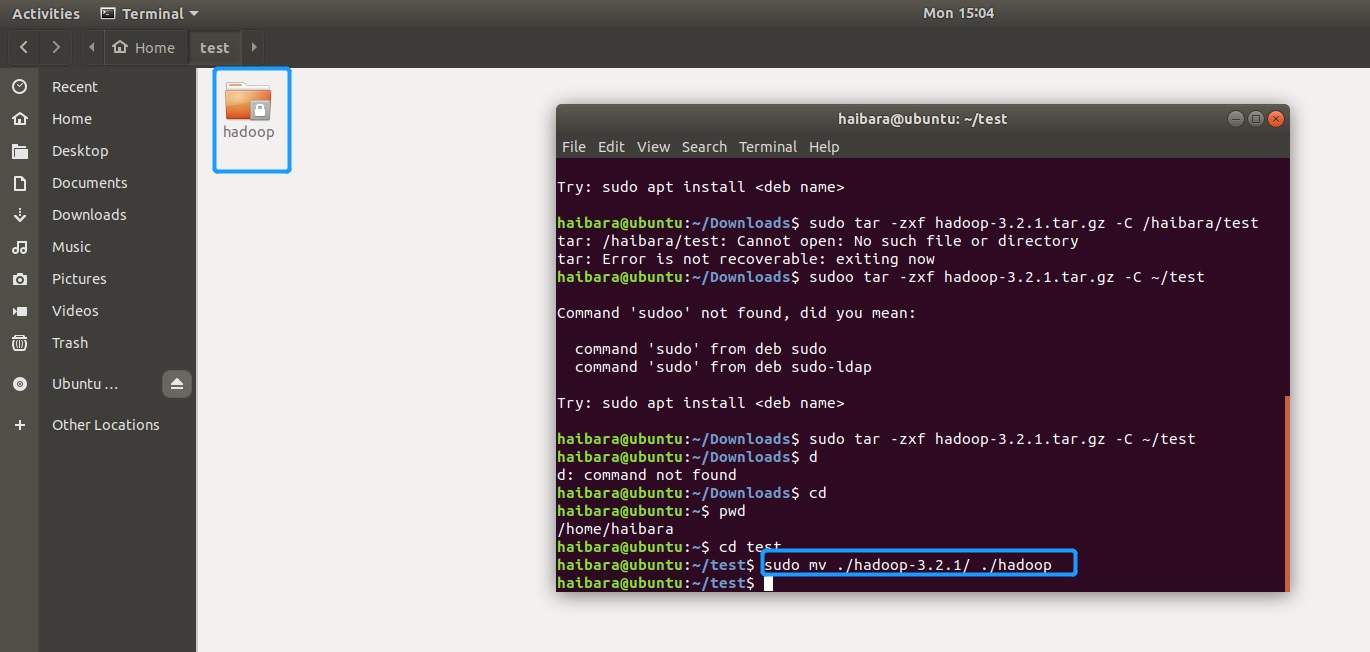 Activities Terminal Mon 15:04
Home test
Recent
Home
Desktop
Documents
Downloads
Music
Pictures
Videos
Trash
Ubuntu …
Other Locations
hadoop
haibara@ubuntu: ~/test
File Edit View Search Terminal Help
Try: sudo apt install <deb name>
haibara@ubuntu:~/Downloads$ sudo tar -zxf hadoop-3.2.1.tar.gz -C /haibara/test
tar: /haibara/test: Cannot open: No such file or directory
tar: Error is not recoverable: exiting now
haibara@ubuntu:~/Downloads$ sudoo tar -zxf hadoop-3.2.1.tar.gz -C ~/test
Command 'sudoo' not found, did you mean:
command 'sudo' from deb sudo
command 'sudo' from deb sudo-ldap
Try: sudo apt install <deb name>
haibara@ubuntu:~/Downloads$ sudo tar -zxf hadoop-3.2.1.tar.gz -C ~/test
haibara@ubuntu:~/Downloads$ d
d: command not found
haibara@ubuntu:~/Downloads$ cd
haibara@ubuntu:~$ pwd
/home/haibara
haibara@ubuntu:~$ cd test
haibara@ubuntu:~/test$ sudo mv ./hadoop-3.2.1/ ./hadoop
haibara@ubuntu:~/test$